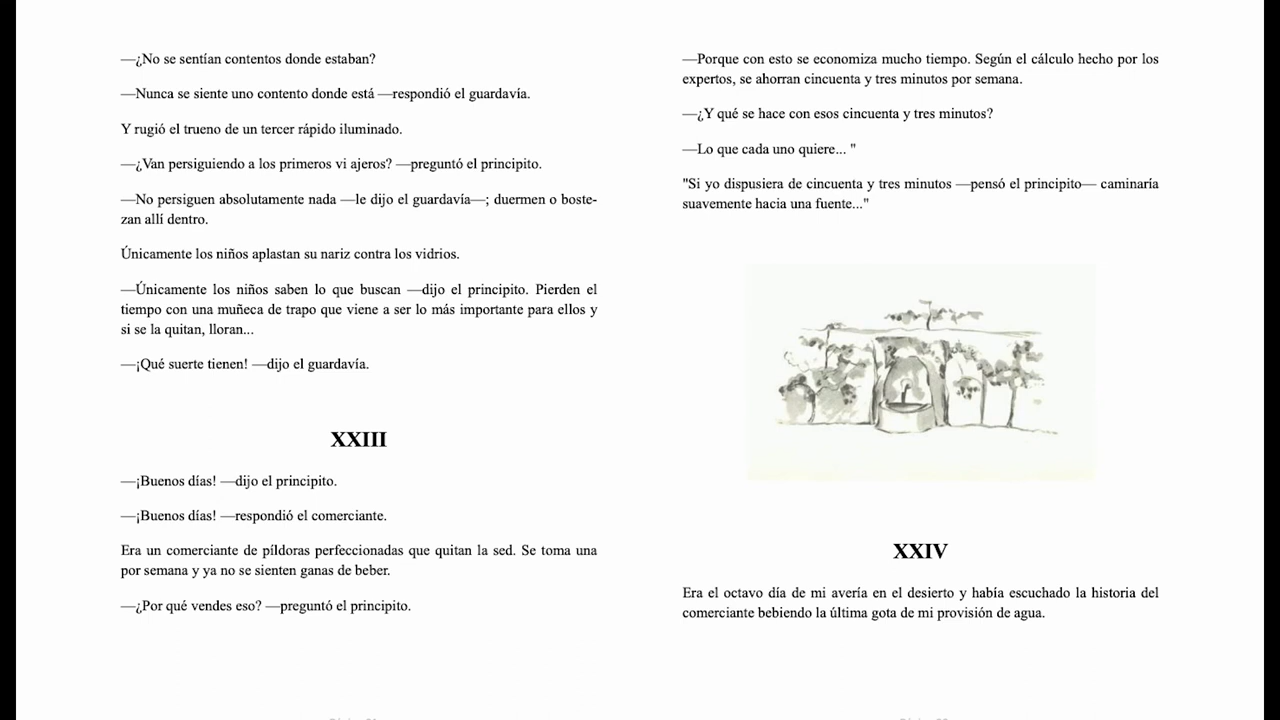 —¿No se sentían contentos donde estaban?
—Nunca se siente uno contento donde está —respondió el guardavía.
Y rugió el trueno de un tercer rápido iluminado.
—¿Van persiguiendo a los primeros vi ajeros? —preguntó el principito.
—No persiguen absolutamente nada —le dijo el guardavía—; duermen o boste-
zan allí dentro.
Únicamente los niños aplastan su nariz contra los vidrios.
—Únicamente los niños saben lo que buscan —dijo el principito. Pierden el
tiempo con una muñeca de trapo que viene a ser lo más importante para ellos y
si se la quitan, lloran...
—¡Qué suerte tienen! —dijo el guardavía.
XXIII
—¡Buenos días! —dijo el principito.
—¡Buenos días! —respondió el comerciante.
Era un comerciante de píldoras perfeccionadas que quitan la sed. Se toma una
por semana y ya no se sienten ganas de beber.
—¿Por qué vendes eso? —preguntó el principito.
—Porque con esto se economiza mucho tiempo. Según el cálculo hecho por los
expertos, se ahorran cincuenta y tres minutos por semana.
—¿Y qué se hace con esos cincuenta y tres minutos?
—Lo que cada uno quiere... "
"Si yo dispusiera de cincuenta y tres minutos —pensó el principito— caminaría
suavemente hacia una fuente..."
XXIV
Era el octavo día de mi avería en el desierto y había escuchado la historia del
comerciante bebiendo la última gota de mi provisión de agua.